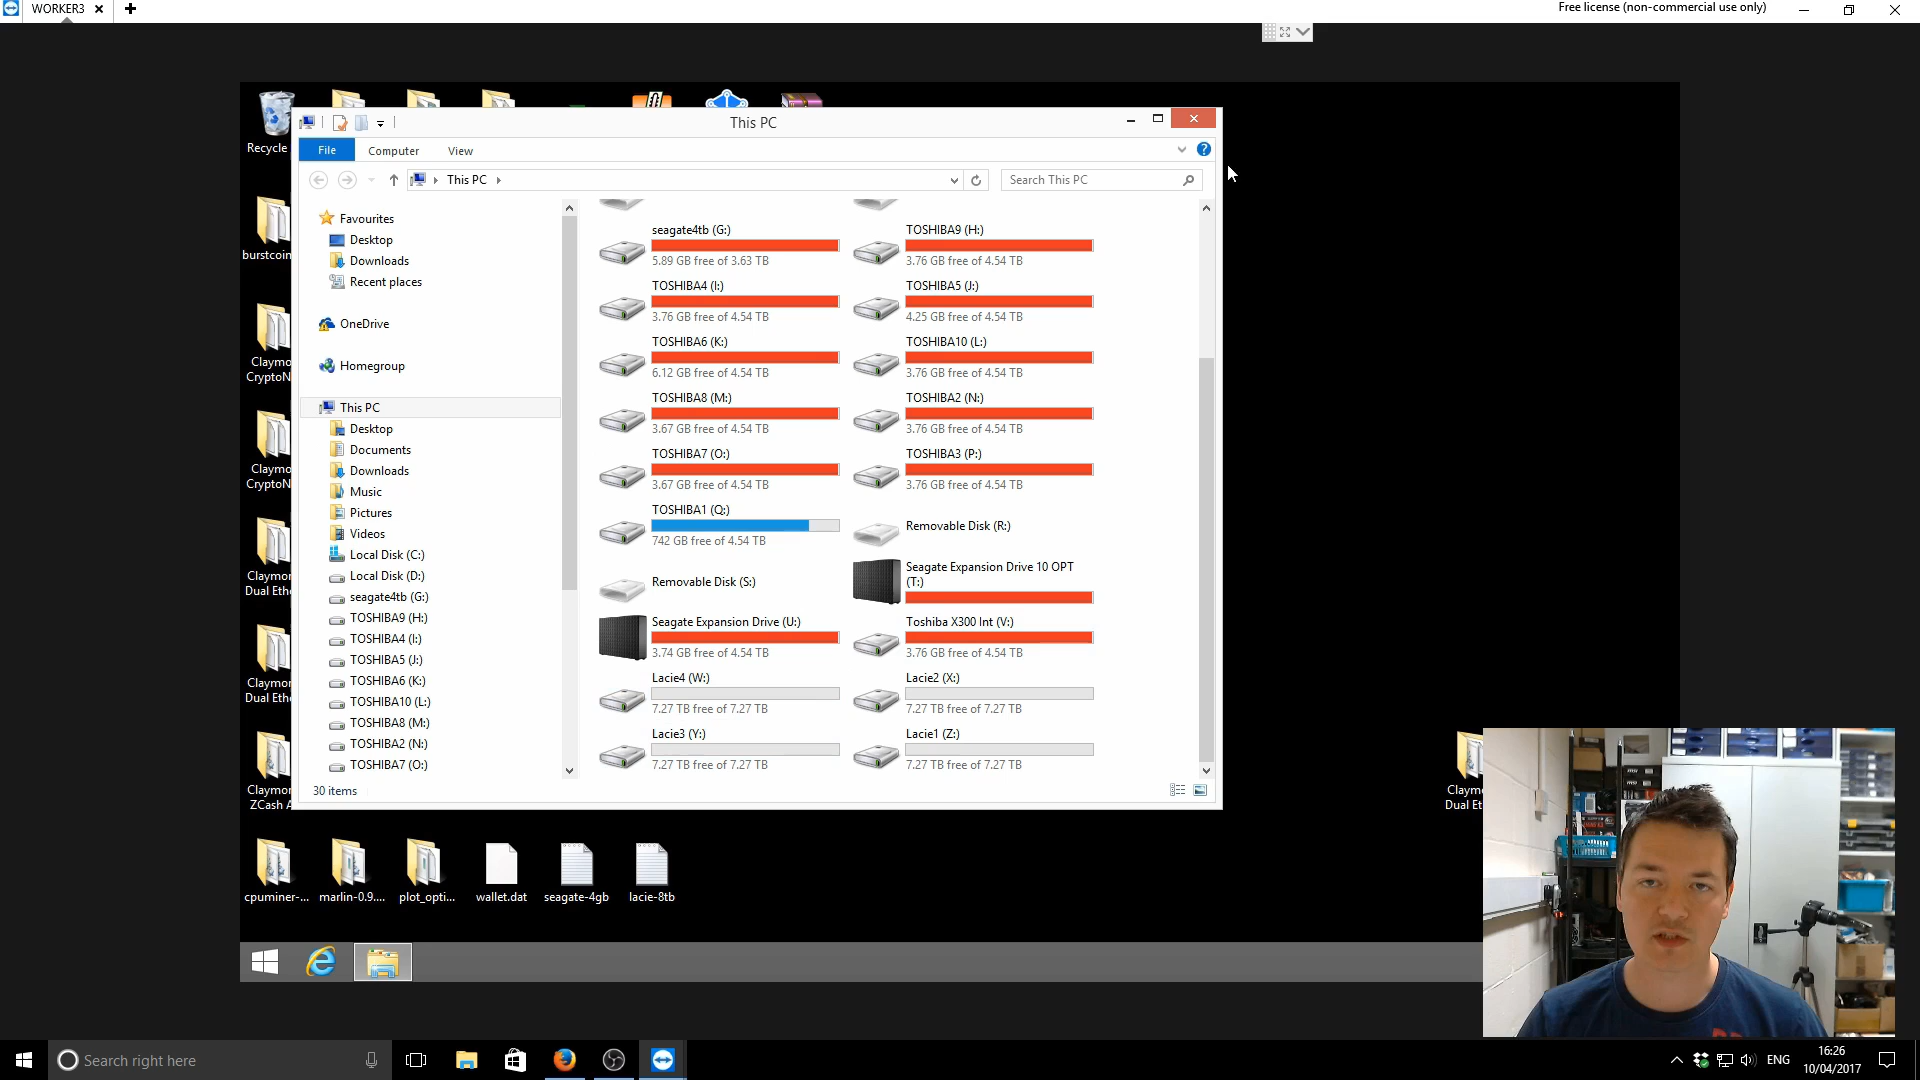 WORKER3
Free license (non-commercial use only)
Recycle
This PC
File
Computer
View
This PC
Search This PC
burstcoin
Claymo
CryptoN
Claymo
CryptoN
Claymor
Dual Eth
Claymor
Dual Ethe
Claymo
ZCash A
Favourites
Desktop
Downloads
Recent places
OneDrive
Homegroup
This PC
Desktop
Documents
Downloads
Music
Pictures
Videos
Local Disk (C:)
Local Disk (D:)
seagate4tb (G:)
TOSHIBA9 (H:)
TOSHIBA4 (I:)
TOSHIBA5 (J:)
TOSHIBA6 (K:)
TOSHIBA10 (L:)
TOSHIBA8 (M:)
TOSHIBA2 (N:)
TOSHIBA7 (O:)
seagate4tb (G:)
5.89 GB free of 3.63 TB
TOSHIBA9 (H:)
3.76 GB free of 4.54 TB
TOSHIBA4 (I:)
3.76 GB free of 4.54 TB
TOSHIBA5 (J:)
4.25 GB free of 4.54 TB
TOSHIBA6 (K:)
6.12 GB free of 4.54 TB
TOSHIBA10 (L:)
3.76 GB free of 4.54 TB
TOSHIBA8 (M:)
3.67 GB free of 4.54 TB
TOSHIBA2 (N:)
3.76 GB free of 4.54 TB
TOSHIBA7 (O:)
3.67 GB free of 4.54 TB
TOSHIBA3 (P:)
3.76 GB free of 4.54 TB
TOSHIBA1 (Q:)
742 GB free of 4.54 TB
Removable Disk (R:)
Removable Disk (S:)
Seagate Expansion Drive 10 OPT
(T:)
Seagate Expansion Drive (U:)
3.74 GB free of 4.54 TB
Toshiba X300 Int (V:)
3.76 GB free of 4.54 TB
Lacie4 (W:)
7.27 TB free of 7.27 TB
Lacie2 (X:)
7.27 TB free of 7.27 TB
Lacie3 (Y:)
7.27 TB free of 7.27 TB
Lacie1 (Z:)
7.27 TB free of 7.27 TB
30 items
Claymo
Dual Et
cpuminer-...
marlin-0.9....
plot_opti...
wallet.dat
seagate-4gb
lacie-8tb
Search right here
ENG
16:26
10/04/2017